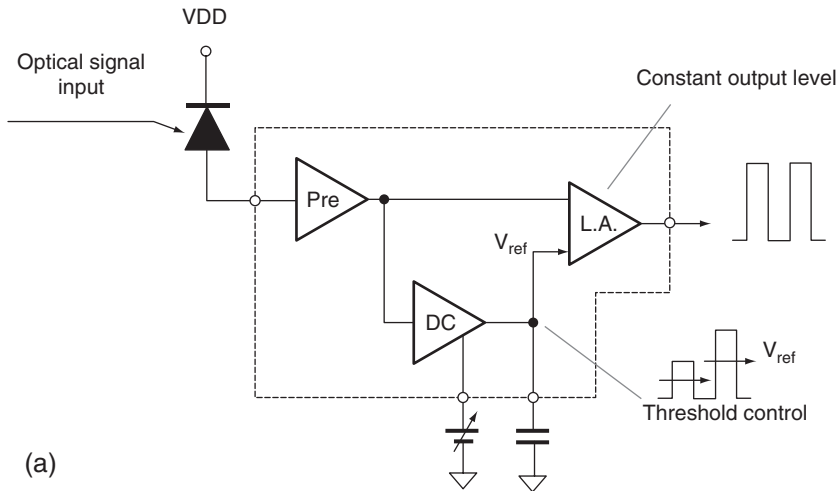 VDD
Optical signal
input
Constant output level
Pre
L.A.
Vref
DC
Vref
Threshold control
(a)